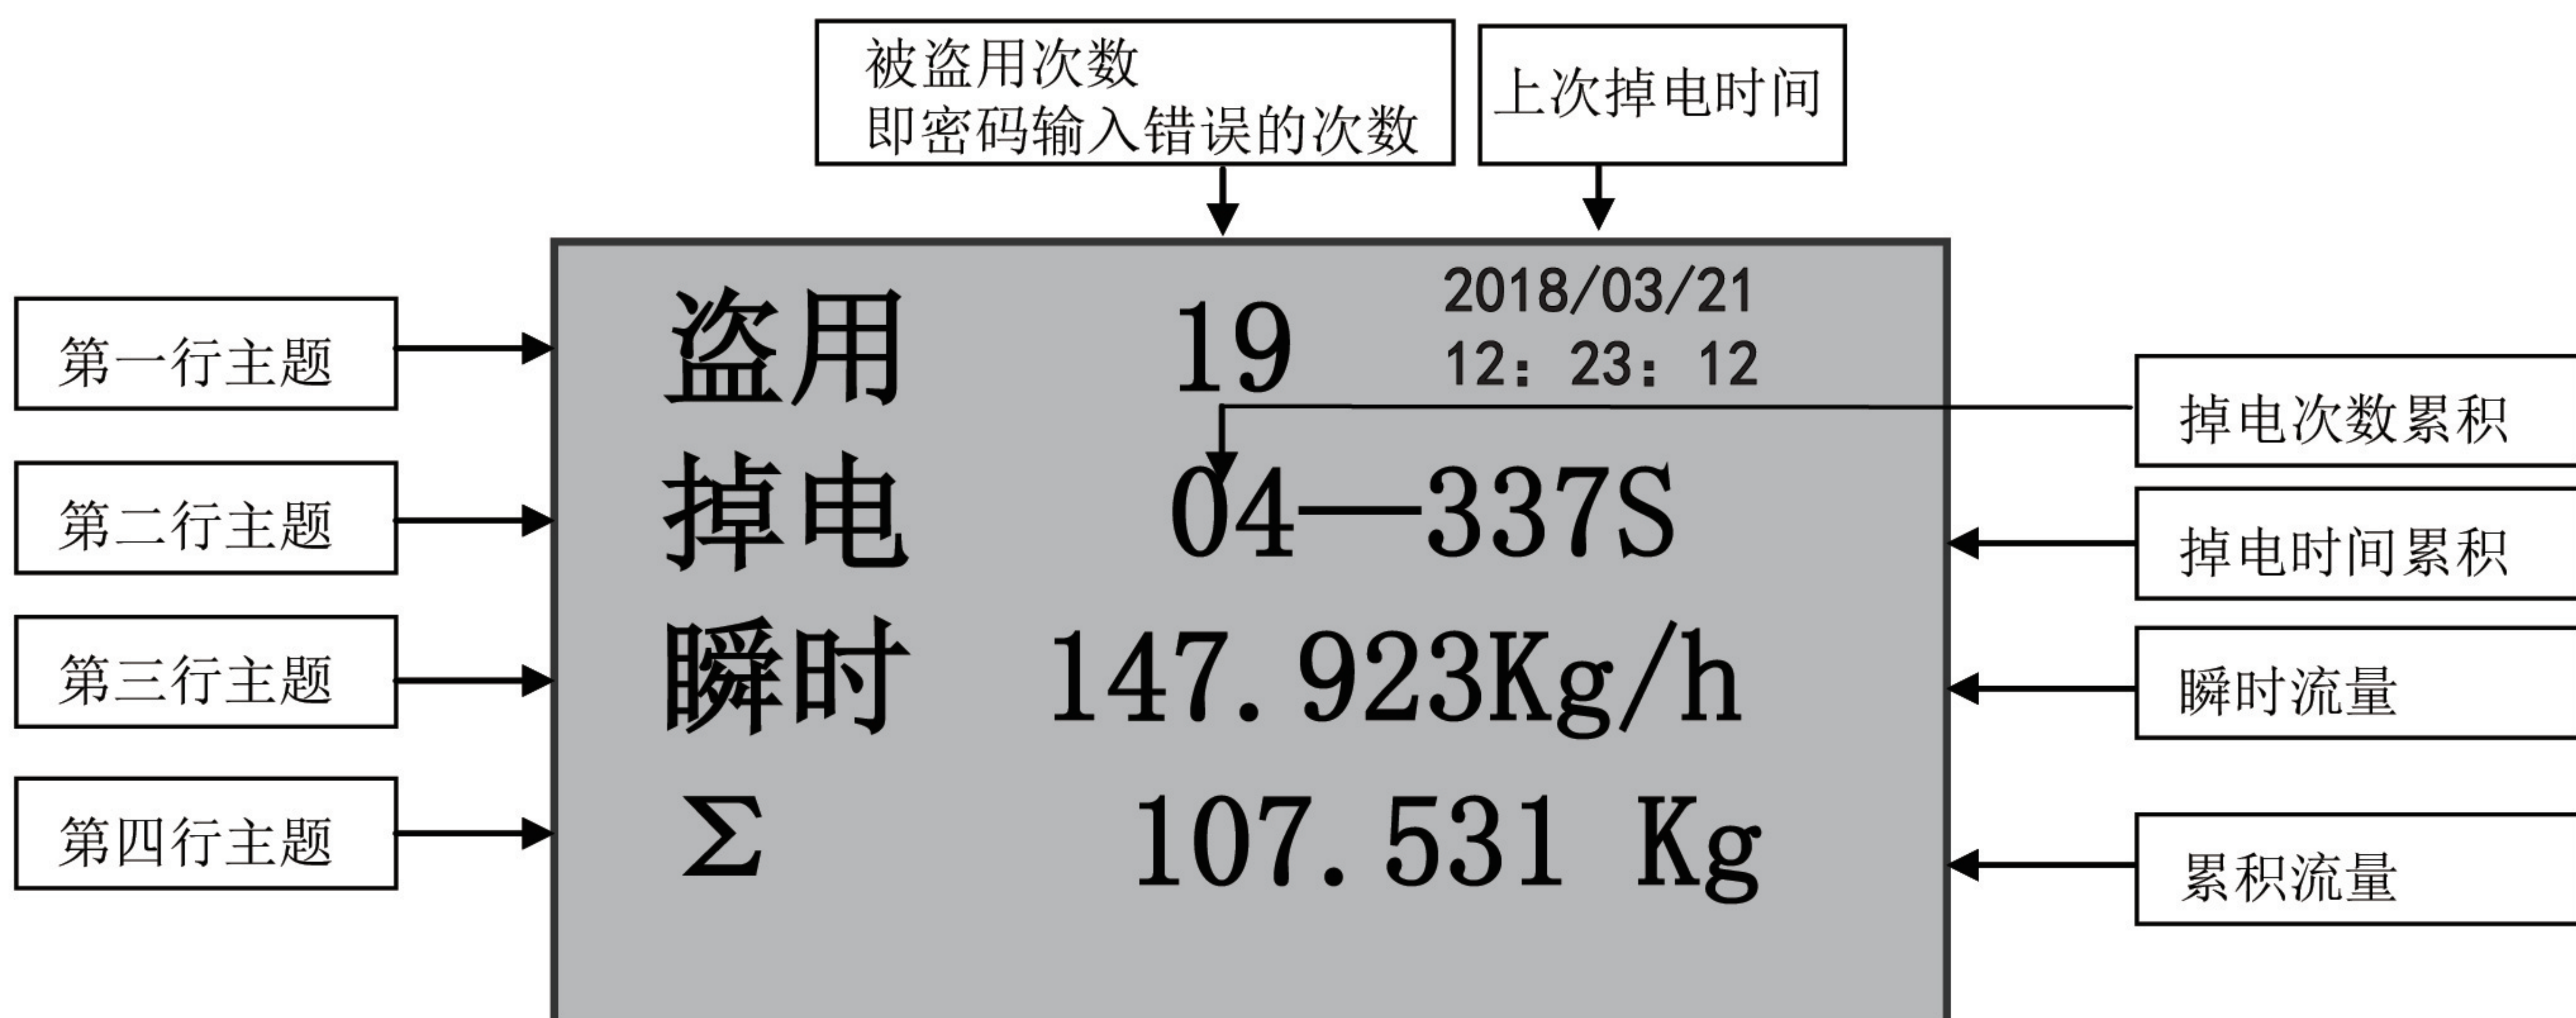 被盗用次数
即密码输入错误的次数
上次掉电时间
第一行主题
盗用 19
2018/03/21
12：23：12
掉电次数累积
第二行主题
掉电 04—337S
掉电时间累积
第三行主题
瞬时 147.923Kg/h
瞬时流量
第四行主题
Σ 107.531 Kg
累积流量